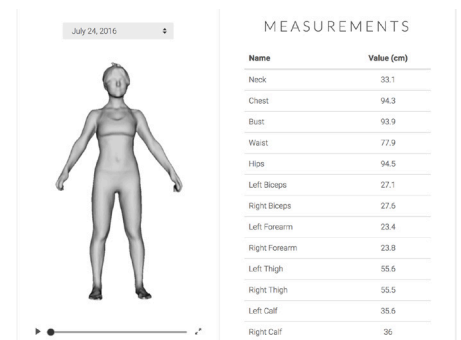 July 24, 2016
MEASUREMENTS
Name Value (cm)
Neck 33.1
Chest 94.3
Bust 93.9
Waist 77.9
Hips 94.5
Left Biceps 27.1
Right Biceps 27.6
Left Forearm 23.4
Right Forearm 23.8
Left Thigh 55.6
Right Thigh 55.5
Left Calf 35.6
Right Calf 36